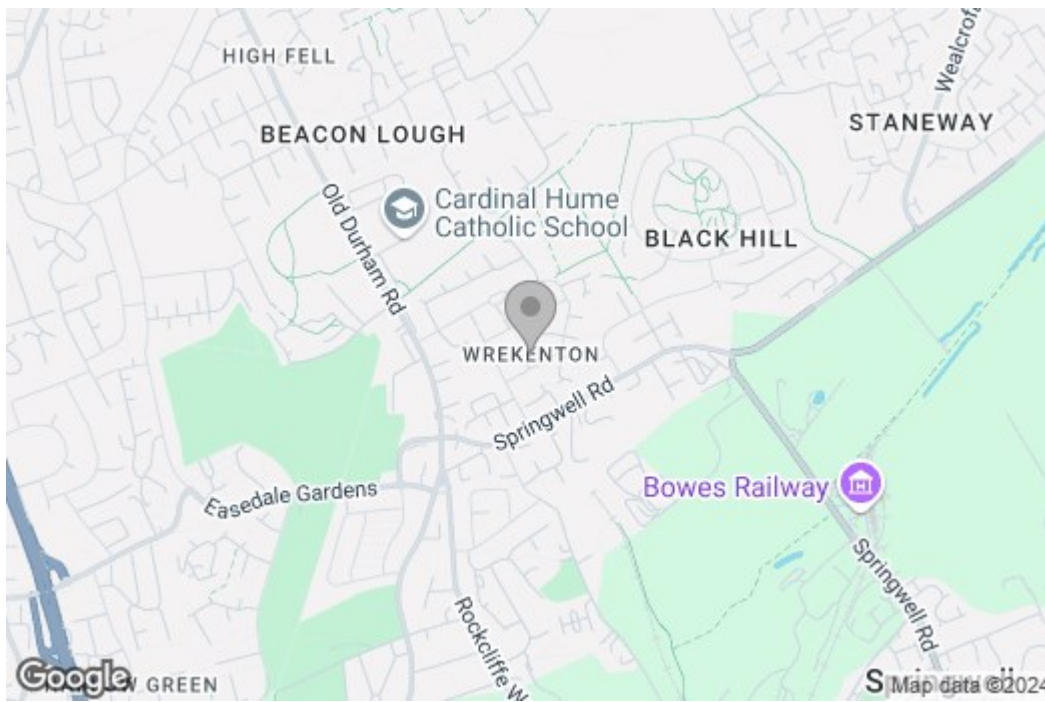 HIGH FELL
Wealcroft
BEACON LOUGH
STANEWAY
Old Durham Rd
Cardinal Hume
Catholic School
BLACK HILL
WREKENTON
Springwell Rd
Easedale Gardens
Bowes Railway
Springwell Rd
Rockcliffe W
Google
W GREEN
Map data ©2024